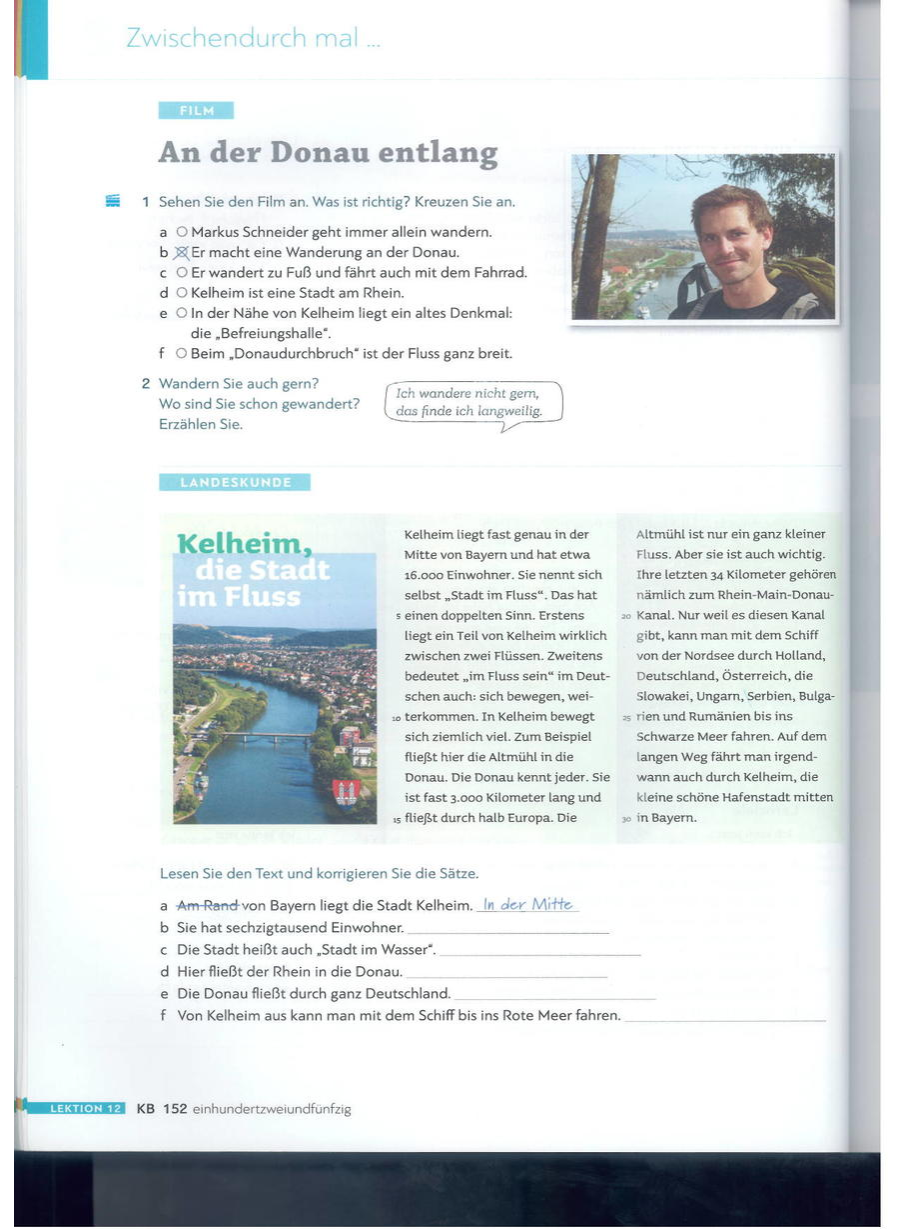 Zwischendurch mal ...
FILM
An der Donau entlang
1 Sehen Sie den Film an. Was ist richtig? Kreuzen Sie an.
a O Markus Schneider geht immer allein wandern.
b ⊗ Er macht eine Wanderung an der Donau.
c O Er wandert zu Fuß und fährt auch mit dem Fahrrad.
d O Kelheim ist eine Stadt am Rhein.
e O In der Nähe von Kelheim liegt ein altes Denkmal:
die „Befreiungshalle“.
f O Beim „Donaudurchbruch“ ist der Fluss ganz breit.
2 Wandern Sie auch gern?
Wo sind Sie schon gewandert?
Erzählen Sie.
Ich wandere nicht gern,
das finde ich langweilig.
LANDESKUNDE
Kelheim,
die Stadt
im Fluss
Kelheim liegt fast genau in der
Mitte von Bayern und hat etwa
16.000 Einwohner. Sie nennt sich
selbst „Stadt im Fluss“. Das hat
5 einen doppelten Sinn. Erstens
liegt ein Teil von Kelheim wirklich
zwischen zwei Flüssen. Zweitens
bedeutet „im Fluss sein“ im Deut-
schen auch: sich bewegen, wei-
10 terkommen. In Kelheim bewegt
sich ziemlich viel. Zum Beispiel
fließt hier die Altmühl in die
Donau. Die Donau kennt jeder. Sie
ist fast 3.000 Kilometer lang und
15 fließt durch halb Europa. Die
Altmühl ist nur ein ganz kleiner
Fluss. Aber sie ist auch wichtig.
Ihre letzten 34 Kilometer gehören
nämlich zum Rhein-Main-Donau-
20 Kanal. Nur weil es diesen Kanal
gibt, kann man mit dem Schiff
von der Nordsee durch Holland,
Deutschland, Österreich, die
Slowakei, Ungarn, Serbien, Bulga-
25 rien und Rumänien bis ins
Schwarze Meer fahren. Auf dem
langen Weg fährt man irgend-
wann auch durch Kelheim, die
kleine schöne Hafenstadt mitten
30 in Bayern.
Lesen Sie den Text und korrigieren Sie die Sätze.
a Am Rand von Bayern liegt die Stadt Kelheim. In der Mitte
b Sie hat sechzigtausend Einwohner.
c Die Stadt heißt auch „Stadt im Wasser“.
d Hier fließt der Rhein in die Donau.
e Die Donau fließt durch ganz Deutschland.
f Von Kelheim aus kann man mit dem Schiff bis ins Rote Meer fahren.
LEKTION 12 KB 152 einhundertzweiundfünfzig